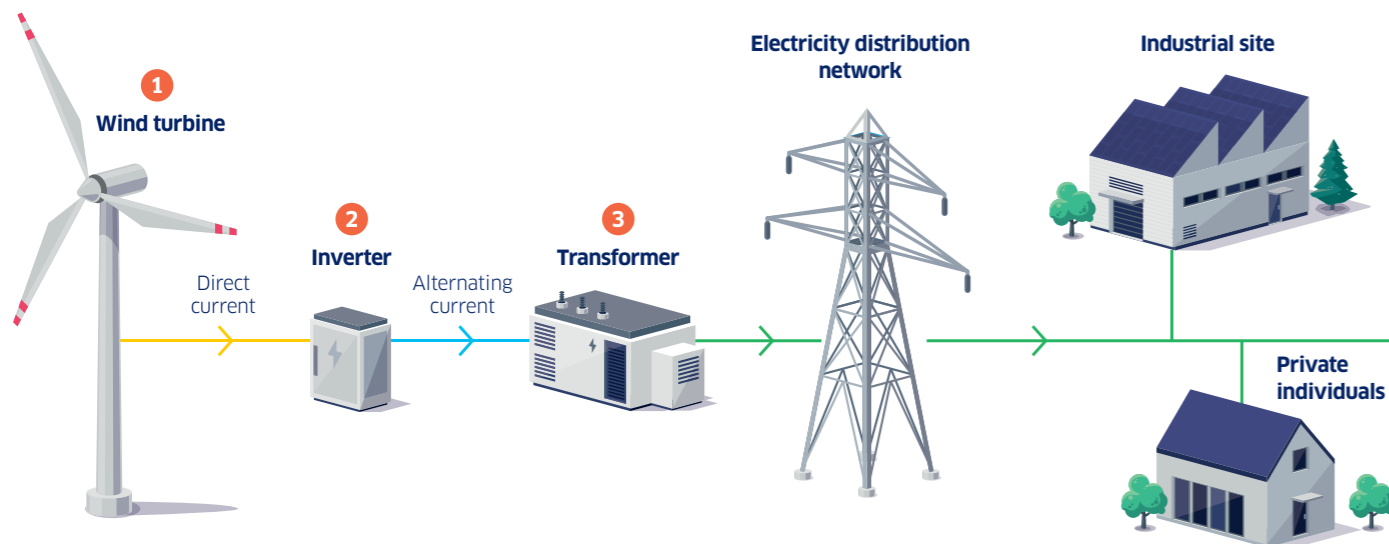 1
Wind turbine
Direct
current
2
Inverter
Alternating
current
3
Transformer
Electricity distribution
network
Industrial site
Private
individuals